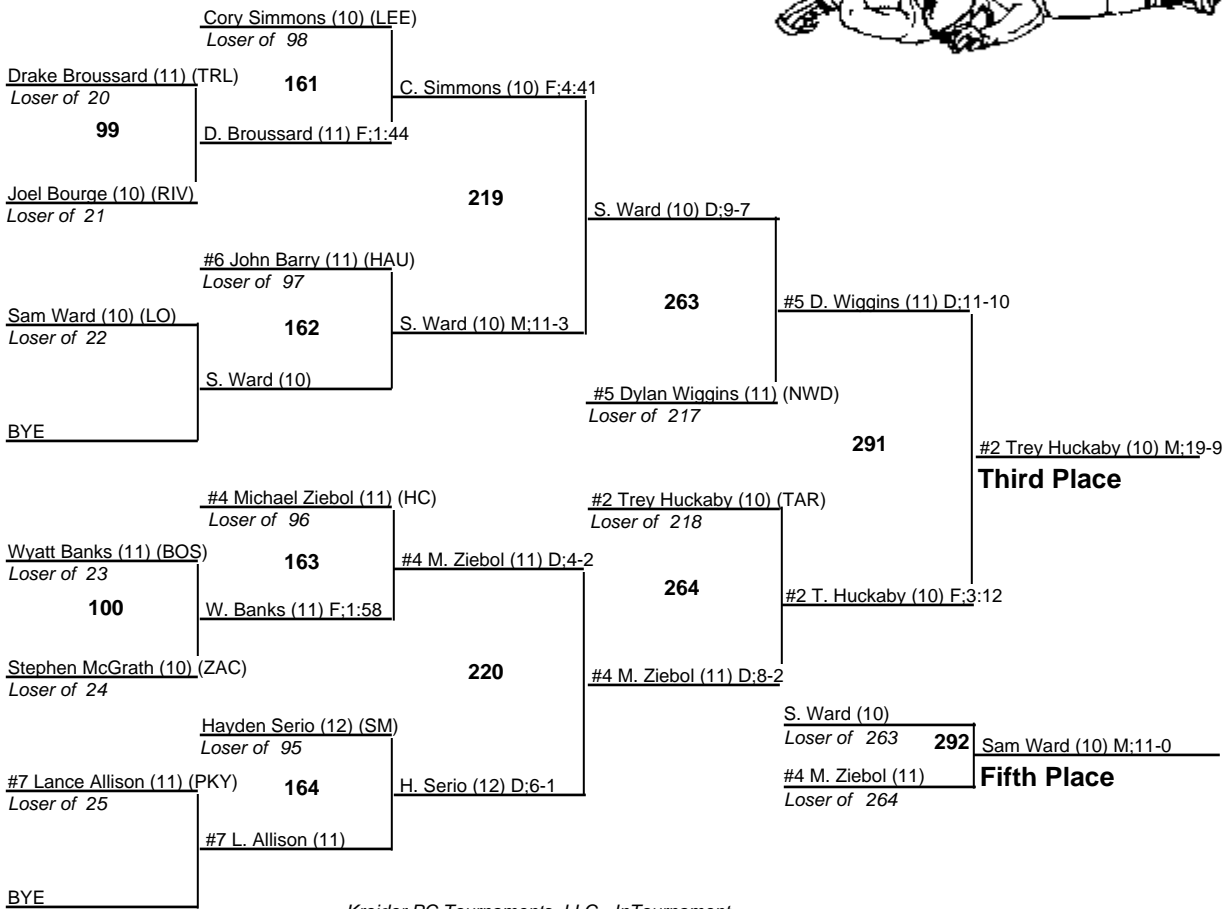 Cory Simmons (10) (LEE)
Loser of 98
Drake Broussard (11) (TRL)
161
C. Simmons (10) F;4:41
Loser of 20
99
D. Broussard (11) F;1:44
Joel Bourge (10) (RIV)
219
Loser of 21
S. Ward (10) D;9-7
#6 John Barry (11) (HAU)
Loser of 97
263
#5 D. Wiggins (11) D;11-10
Sam Ward (10) (LO)
162
S. Ward (10) M;11-3
Loser of 22
S. Ward (10)
#5 Dylan Wiggins (11) (NWD)
Loser of 217
BYE
291
#2 Trey Huckaby (10) M;19-9
Third Place
#4 Michael Ziebol (11) (HC)
#2 Trey Huckaby (10) (TAR)
Loser of 96
Loser of 218
Wyatt Banks (11) (BOS)
163
#4 M. Ziebol (11) D;4-2
Loser of 23
264
100
W. Banks (11) F;1:58
#2 T. Huckaby (10) F;3:12
Stephen McGrath (10) (ZAC)
220
#4 M. Ziebol (11) D;8-2
Loser of 24
Hayden Serio (12) (SM)
S. Ward (10)
Loser of 95
Loser of 263
292
Sam Ward (10) M;11-0
#7 Lance Allison (11) (PKY)
164
H. Serio (12) D;6-1
#4 M. Ziebol (11)
Fifth Place
Loser of 25
Loser of 264
#7 L. Allison (11)
BYE